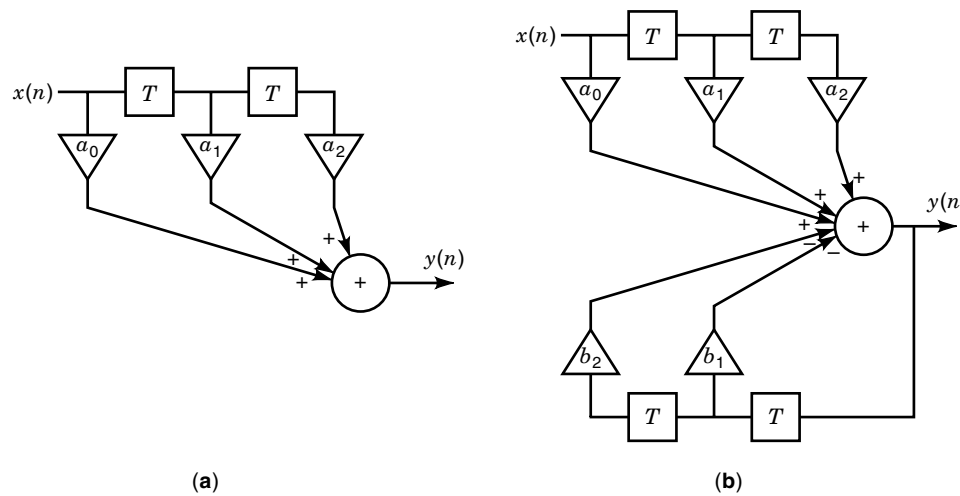 x(n)
T
T
a0
a1
a2
+
+
+
+
y(n)
(a)
x(n)
T
T
a0
a1
a2
+
+
+
+
−
−
y(n
b2
b1
T
T
(b)